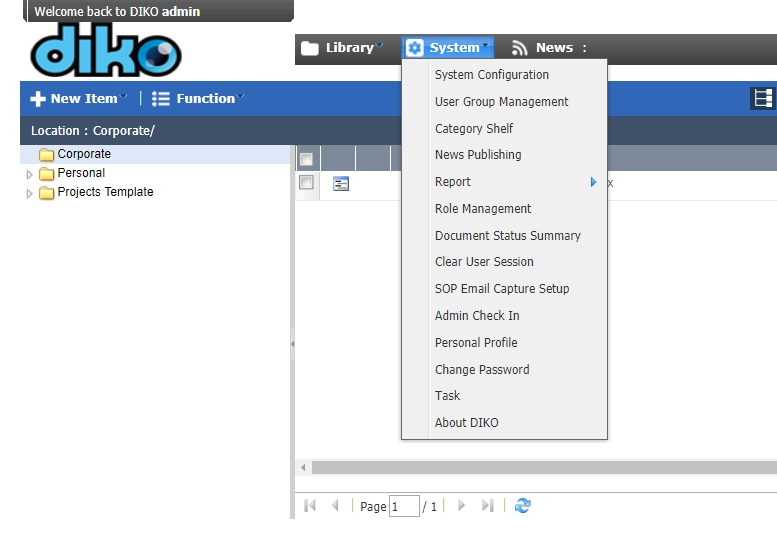 Welcome back to DIKO admin
diko
Library
System
News :
New Item
Function
Location : Corporate/
Corporate
Personal
Projects Template
System Configuration
User Group Management
Category Shelf
News Publishing
Report
x
Role Management
Document Status Summary
Clear User Session
SOP Email Capture Setup
Admin Check In
Personal Profile
Change Password
Task
About DIKO
Page 1 / 1